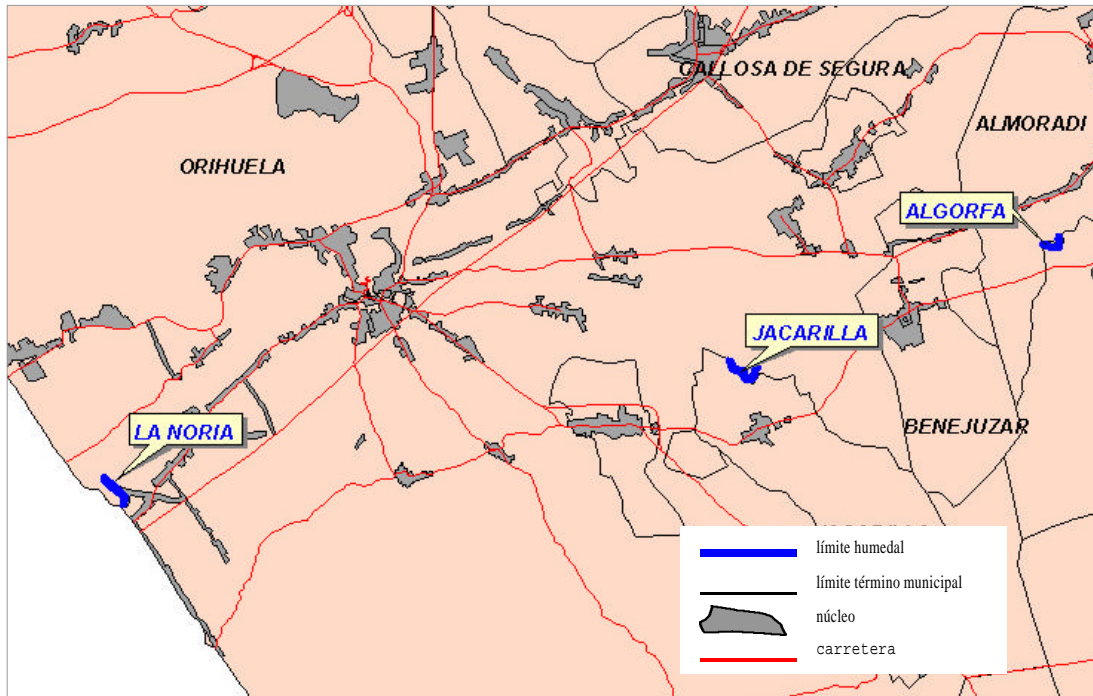 CALLOSA DE SEGURA
ALMORADI
ORIHUELA
ALGORFA
JACARILLA
LA NORIA
BENEJUZAR
límite humedal
límite término municipal
núcleo
carretera